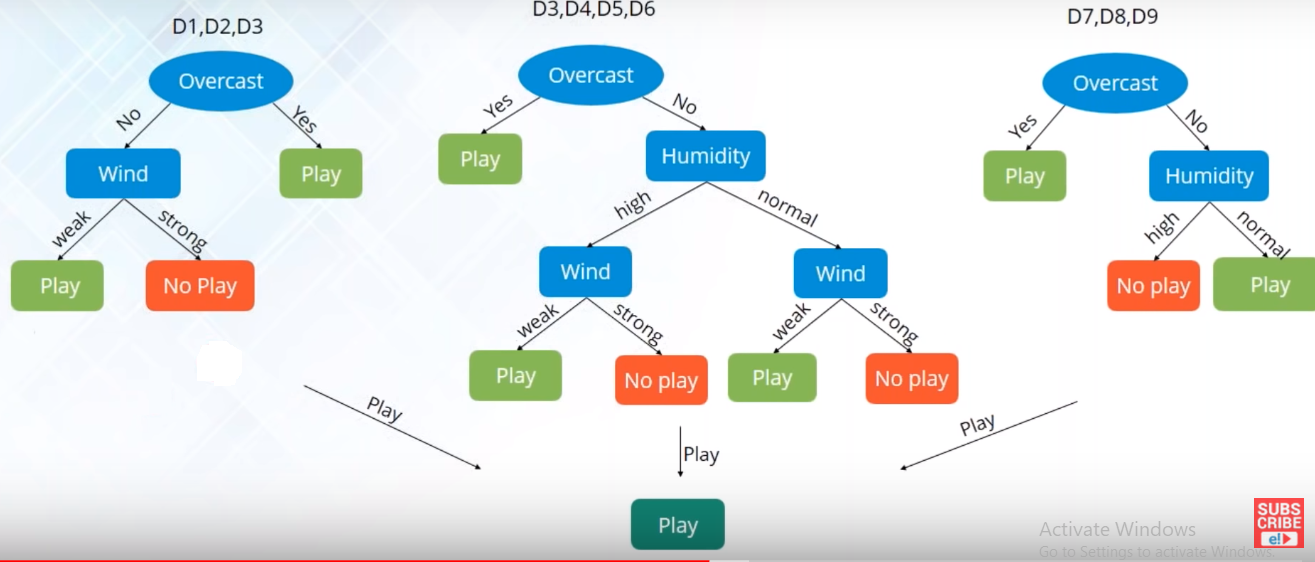 D1,D2,D3
Overcast
No
Yes
Wind
Play
weak
strong
Play
No Play
D3,D4,D5,D6
Overcast
Yes
No
Play
Humidity
high
normal
Wind
Wind
weak
strong
weak
strong
Play
No play
Play
No play
D7,D8,D9
Overcast
Yes
No
Play
Humidity
high
normal
No play
Play
Play
Play
Play
Play
Activate Windows
Go to Settings to activate Windows.
SUBS
CRIBE
e!